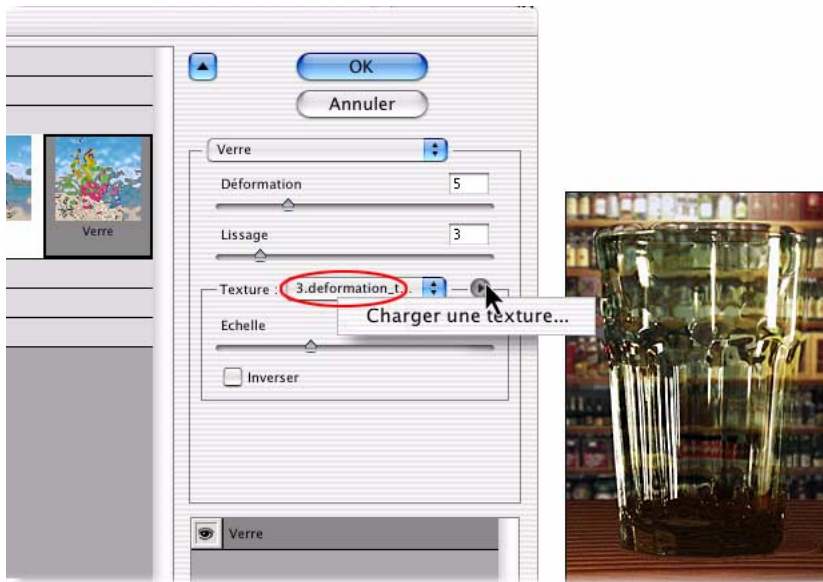 OK
Annuler
Verre
Déformation 5
Verre
Lissage 3
Texture : 3.deformation_t...
Charger une texture...
Echelle
Inverser
Verre